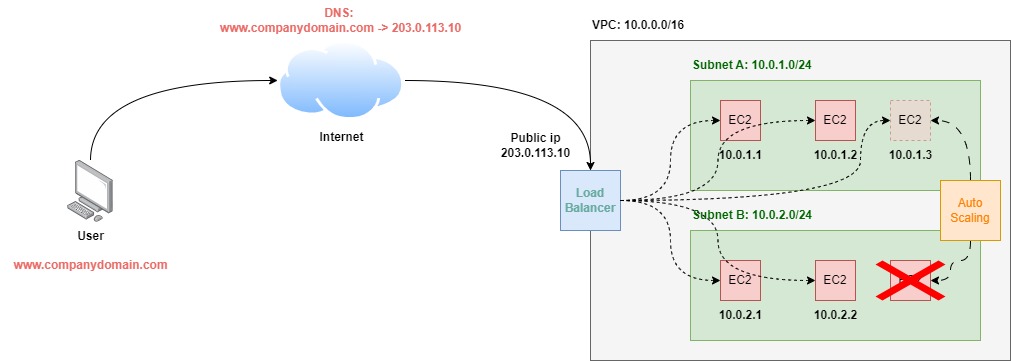 DNS:
www.companydomain.com -> 203.0.113.10
VPC: 10.0.0.0/16
Subnet A: 10.0.1.0/24
EC2
EC2
EC2
10.0.1.1
10.0.1.2
10.0.1.3
Internet
Public ip
203.0.113.10
Load
Balancer
Auto
Scaling
User
www.companydomain.com
Subnet B: 10.0.2.0/24
EC2
EC2
EC2
10.0.2.1
10.0.2.2